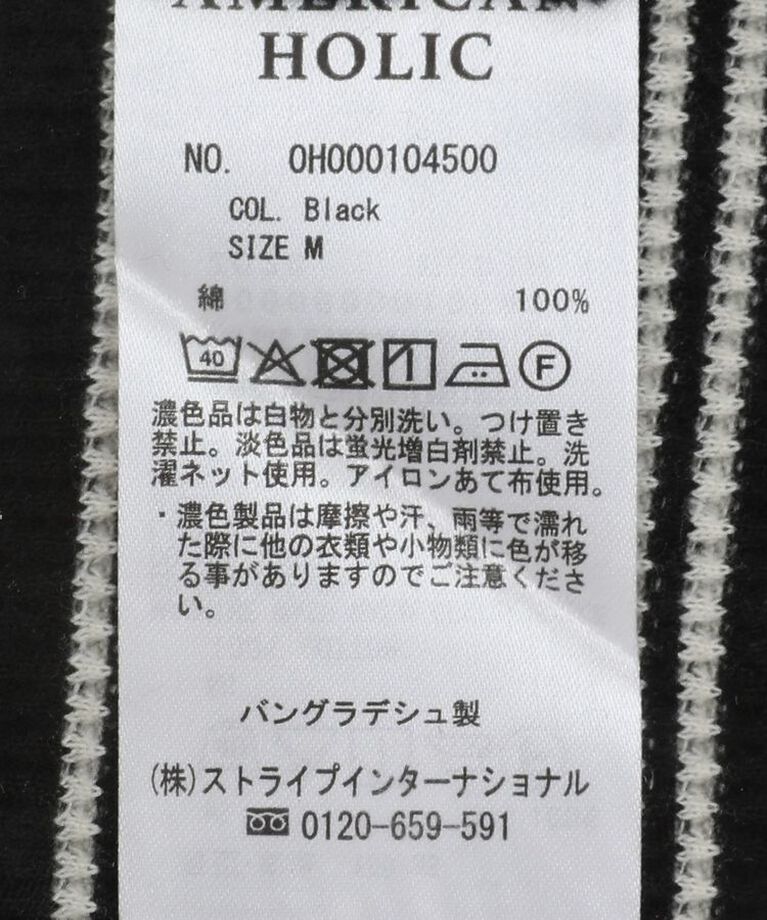 AMERICAN
HOLIC
NO. 0H000104500
COL. Black
SIZE M
綿 100%
40 F
濃色品は白物と分別洗い。つけ置き
禁止。淡色品は蛍光増白剤禁止。洗
濯ネット使用。アイロンあて布使用。
・濃色製品は摩擦や汗、雨等で濡れ
た際に他の衣類や小物類に色が移
る事がありますのでご注意くださ
い。
バングラデシュ製
(株)ストライプインターナショナル
0120-659-591